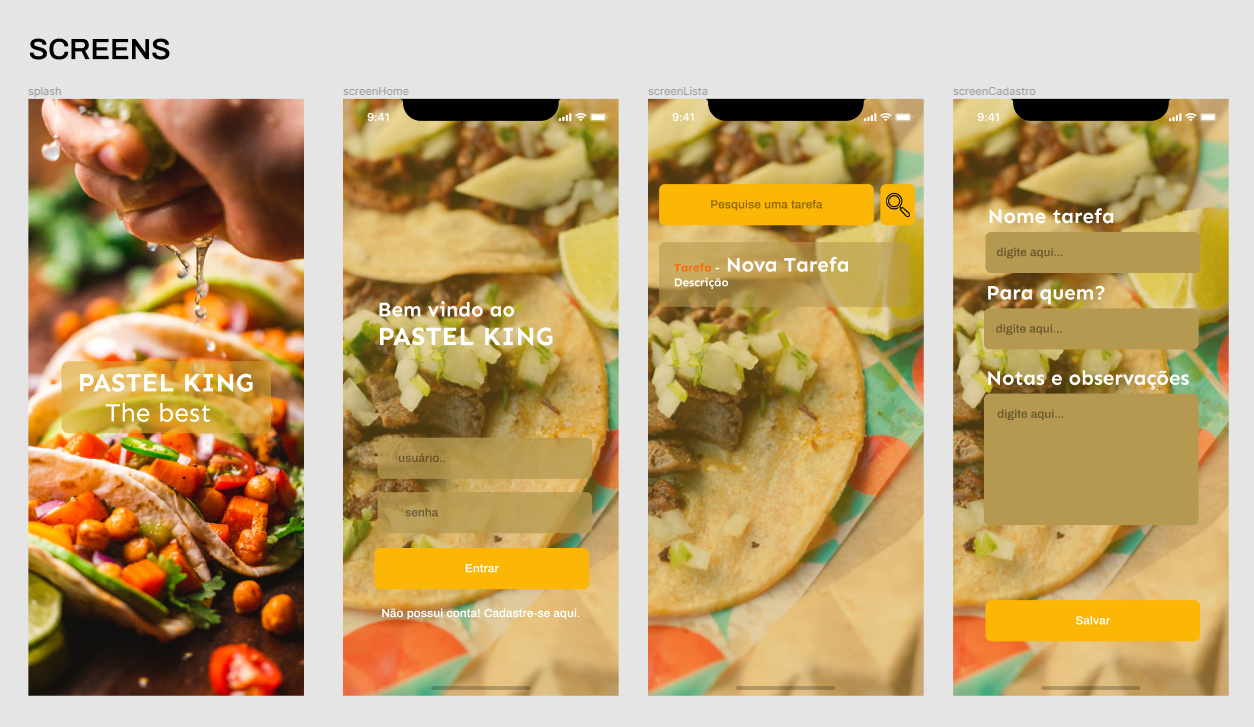 SCREENS
splash
PASTEL KING
The best
screenHome
9:41
Bem vindo ao
PASTEL KING
usuário..
senha
Entrar
Não possui conta! Cadastre-se aqui.
screenLista
9:41
Pesquise uma tarefa
Tarefa - Nova Tarefa
Descrição
screenCadastro
9:41
Nome tarefa
digite aqui...
Para quem?
digite aqui...
Notas e observações
digite aqui...
Salvar